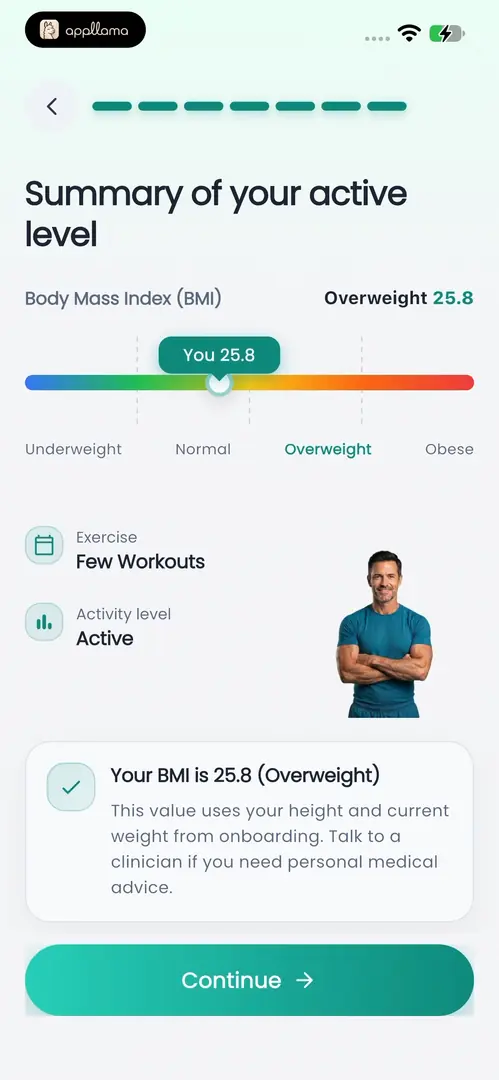 appllama
Summary of your active
level
Body Mass Index (BMI)
Overweight 25.8
You 25.8
Underweight
Normal
Overweight
Obese
Exercise
Few Workouts
Activity level
Active
Your BMI is 25.8 (Overweight)
This value uses your height and current
weight from onboarding. Talk to a
clinician if you need personal medical
advice.
Continue →